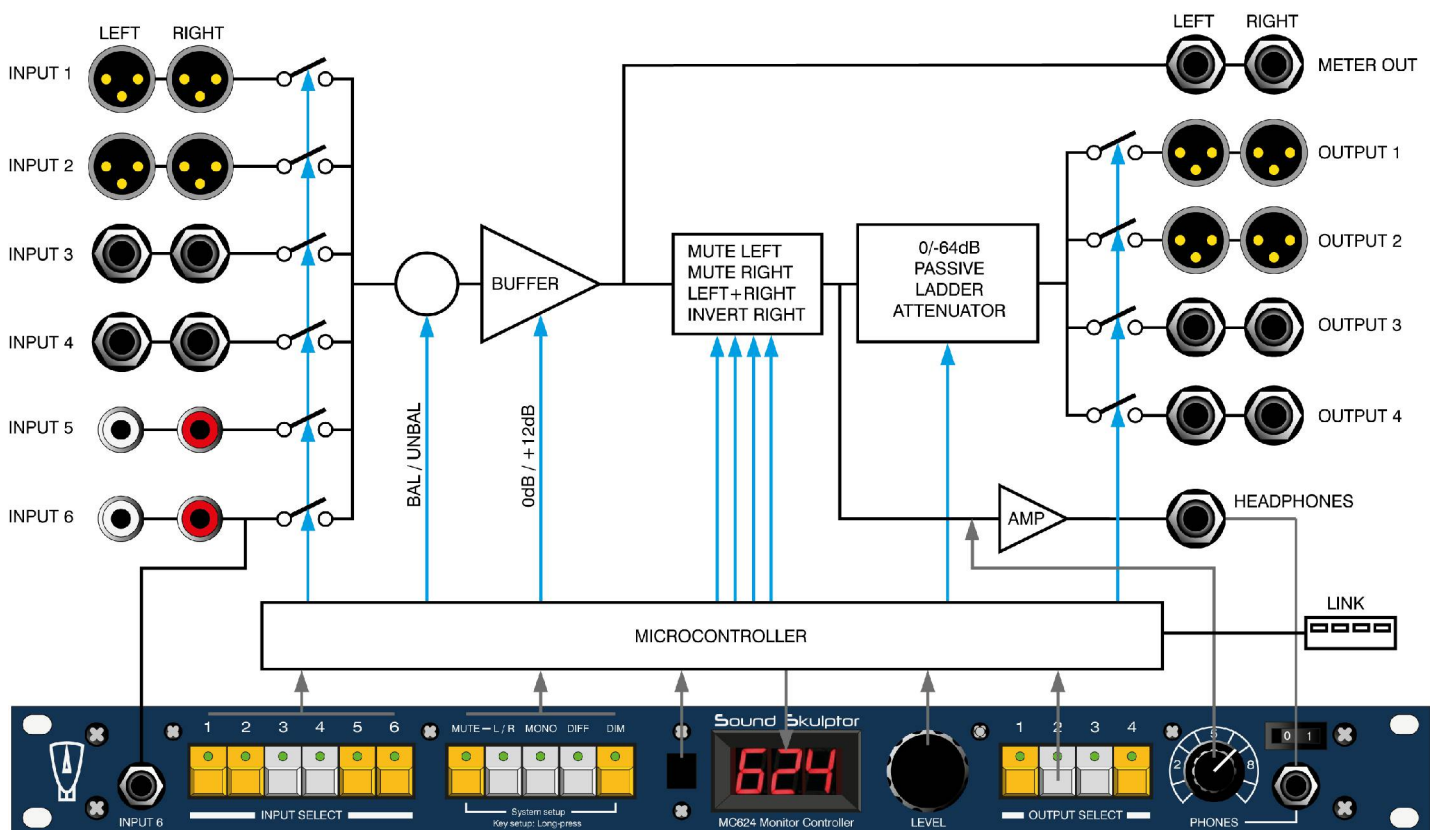 LEFT RIGHT
LEFT RIGHT
INPUT 1
METER OUT
INPUT 2
OUTPUT 1
INPUT 3
OUTPUT 2
INPUT 4
OUTPUT 3
INPUT 5
OUTPUT 4
INPUT 6
HEADPHONES
BUFFER
MUTE LEFT
MUTE RIGHT
LEFT+RIGHT
INVERT RIGHT
0/-64dB
PASSIVE
LADDER
ATTENUATOR
BAL / UNBAL
0dB / +12dB
AMP
MICROCONTROLLER
LINK
1 2 3 4 5 6
MUTE – L / R MONO DIFF DIM
Sound Skulptor
1 2 3 4
2 5 8
0 1
624
INPUT 6
INPUT SELECT
System setup
Key setup: Long-press
MC624 Monitor Controller
LEVEL
OUTPUT SELECT
PHONES